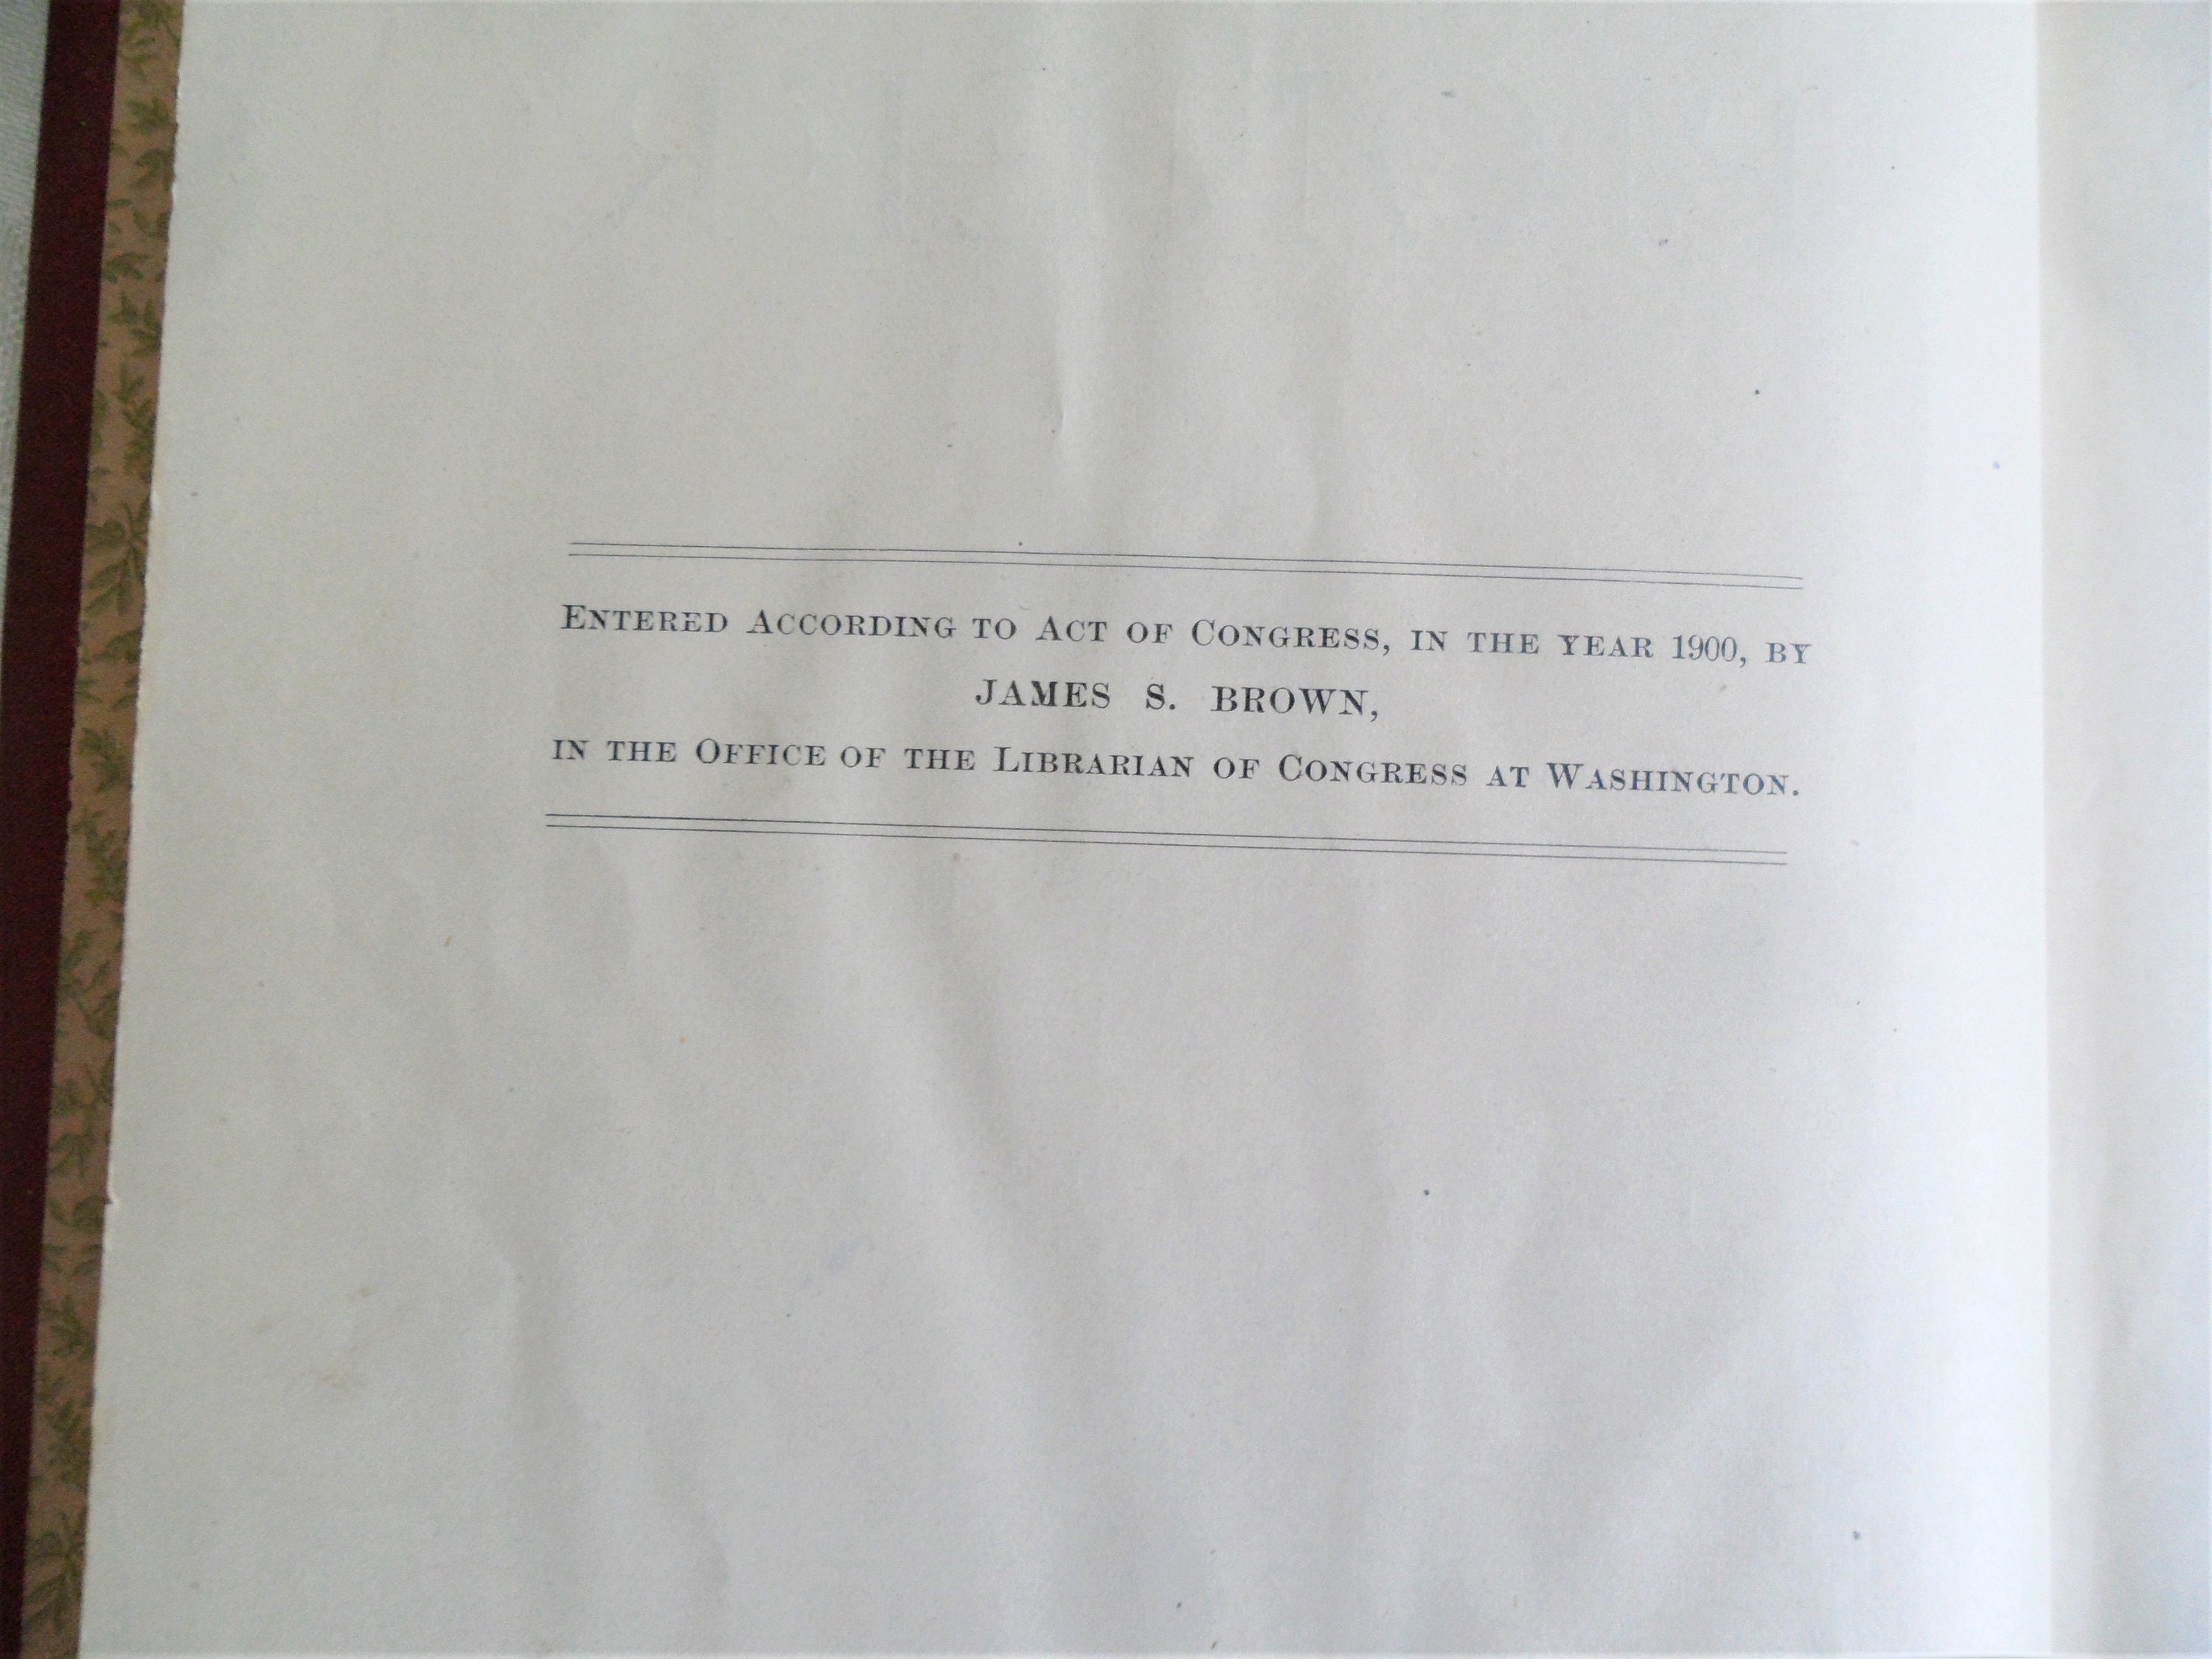 Entered According to Act of Congress, in the year 1900, by
JAMES S. BROWN,
in the Office of the Librarian of Congress at Washington.